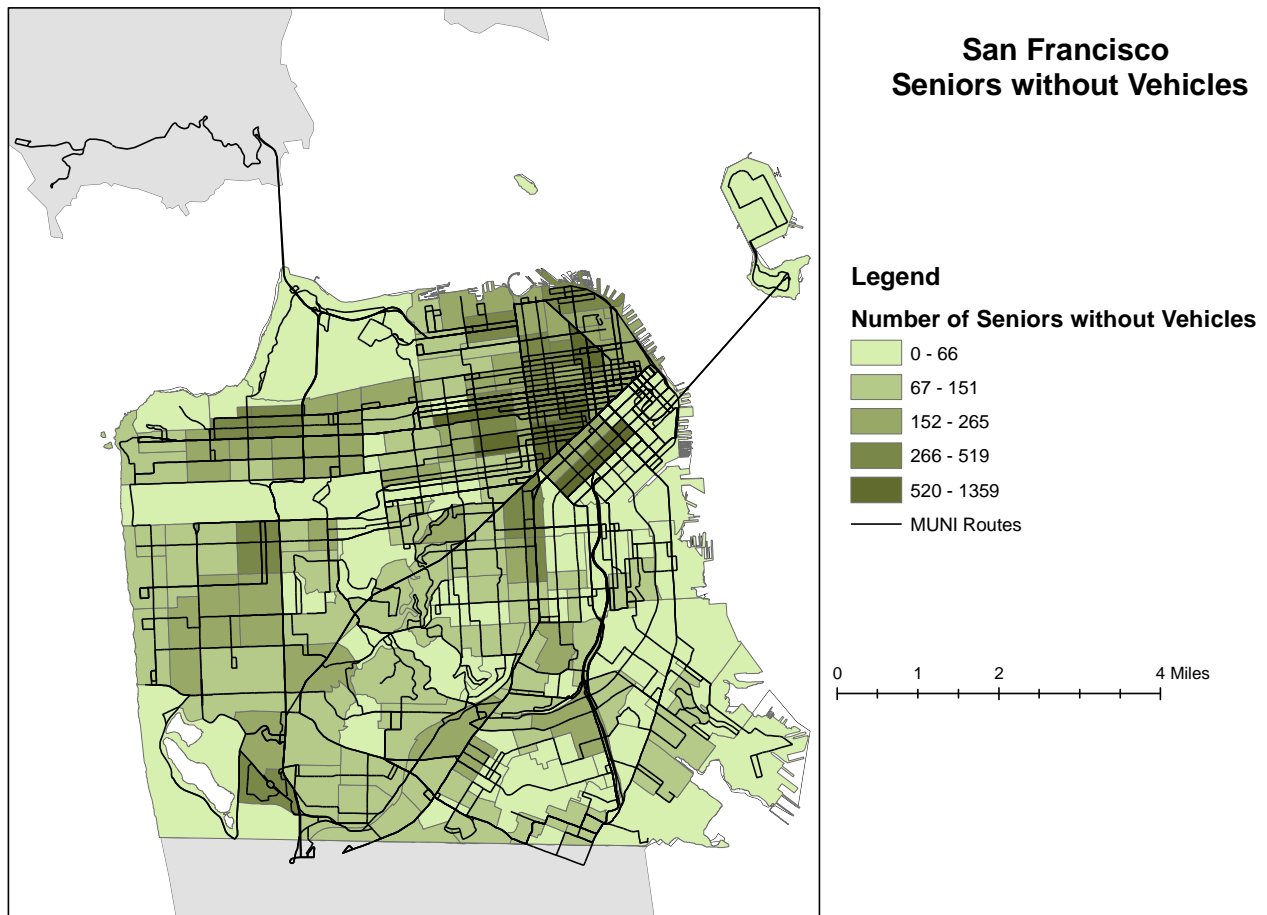 San Francisco
Seniors without Vehicles
Legend
Number of Seniors without Vehicles
0 - 66
67 - 151
152 - 265
266 - 519
520 - 1359
MUNI Routes
0 1 2 4 Miles